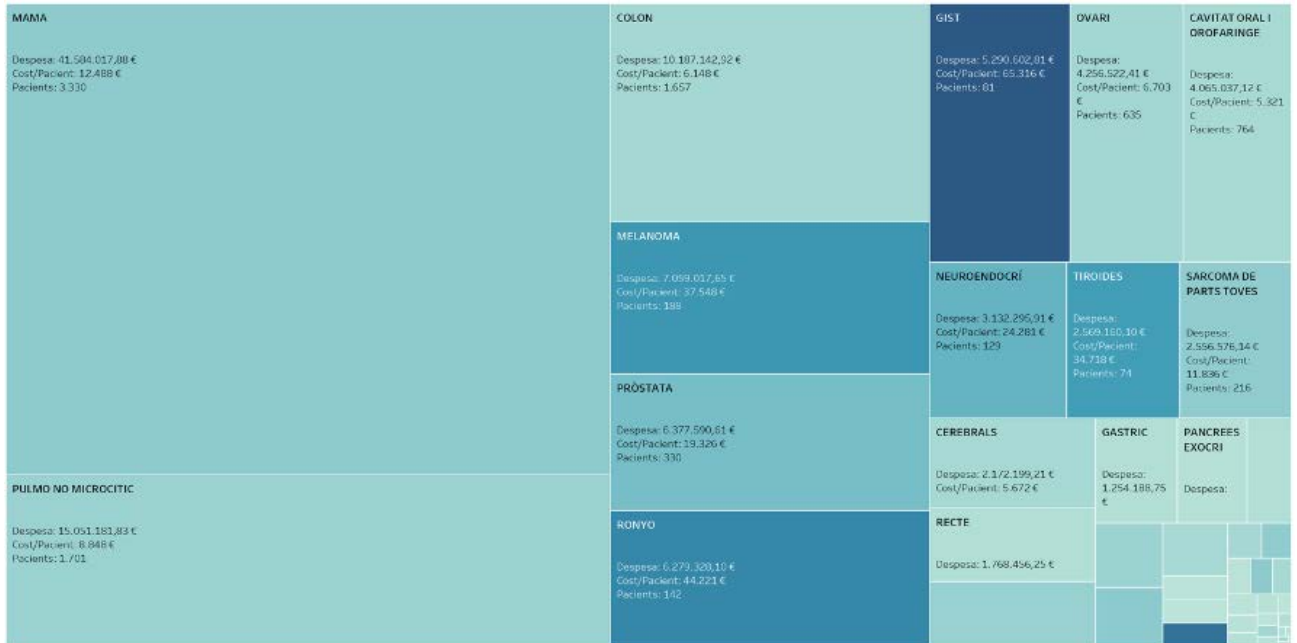 MAMA
Despesa: 41.584.017,88 €
Cost/Pacient: 12.488 €
Pacients: 3.330
PULMO NO MICROCITIC
Despesa: 15.051.181,83 €
Cost/Pacient: 8.848 €
Pacients: 1.701
COLON
Despesa: 10.187.142,92 €
Cost/Pacient: 6.148 €
Pacients: 1.657
MELANOMA
Despesa: 7.059.017,65 €
Cost/Pacient: 37.548 €
Pacients: 188
PRÒSTATA
Despesa: 6.377.590,61 €
Cost/Pacient: 19.326 €
Pacients: 330
RONYO
Despesa: 6.279.328,10 €
Cost/Pacient: 44.221 €
Pacients: 142
GIST
Despesa: 5.290.602,81 €
Cost/Pacient: 65.316 €
Pacients: 81
OVARI
Despesa:
4.256.522,41 €
Cost/Pacient: 6.703
€
Pacients: 635
CAVITAT ORAL I
OROFARINGE
Despesa:
4.065.037,12 €
Cost/Pacient: 5.321
€
Pacients: 764
NEUROENDOCRÍ
Despesa: 3.132.295,91 €
Cost/Pacient: 24.281 €
Pacients: 129
TIROIDES
Despesa:
2.569.160,10 €
Cost/Pacient:
34.718 €
Pacients: 74
SARCOMA DE
PARTS TOVES
Despesa:
2.556.576,14 €
Cost/Pacient:
11.836 €
Pacients: 216
CEREBRALS
Despesa: 2.172.199,21 €
Cost/Pacient: 5.672 €
GASTRIC
Despesa:
1.254.188,75
€
PANCREES
EXOCRI
Despesa:
RECTE
Despesa: 1.768.456,25 €